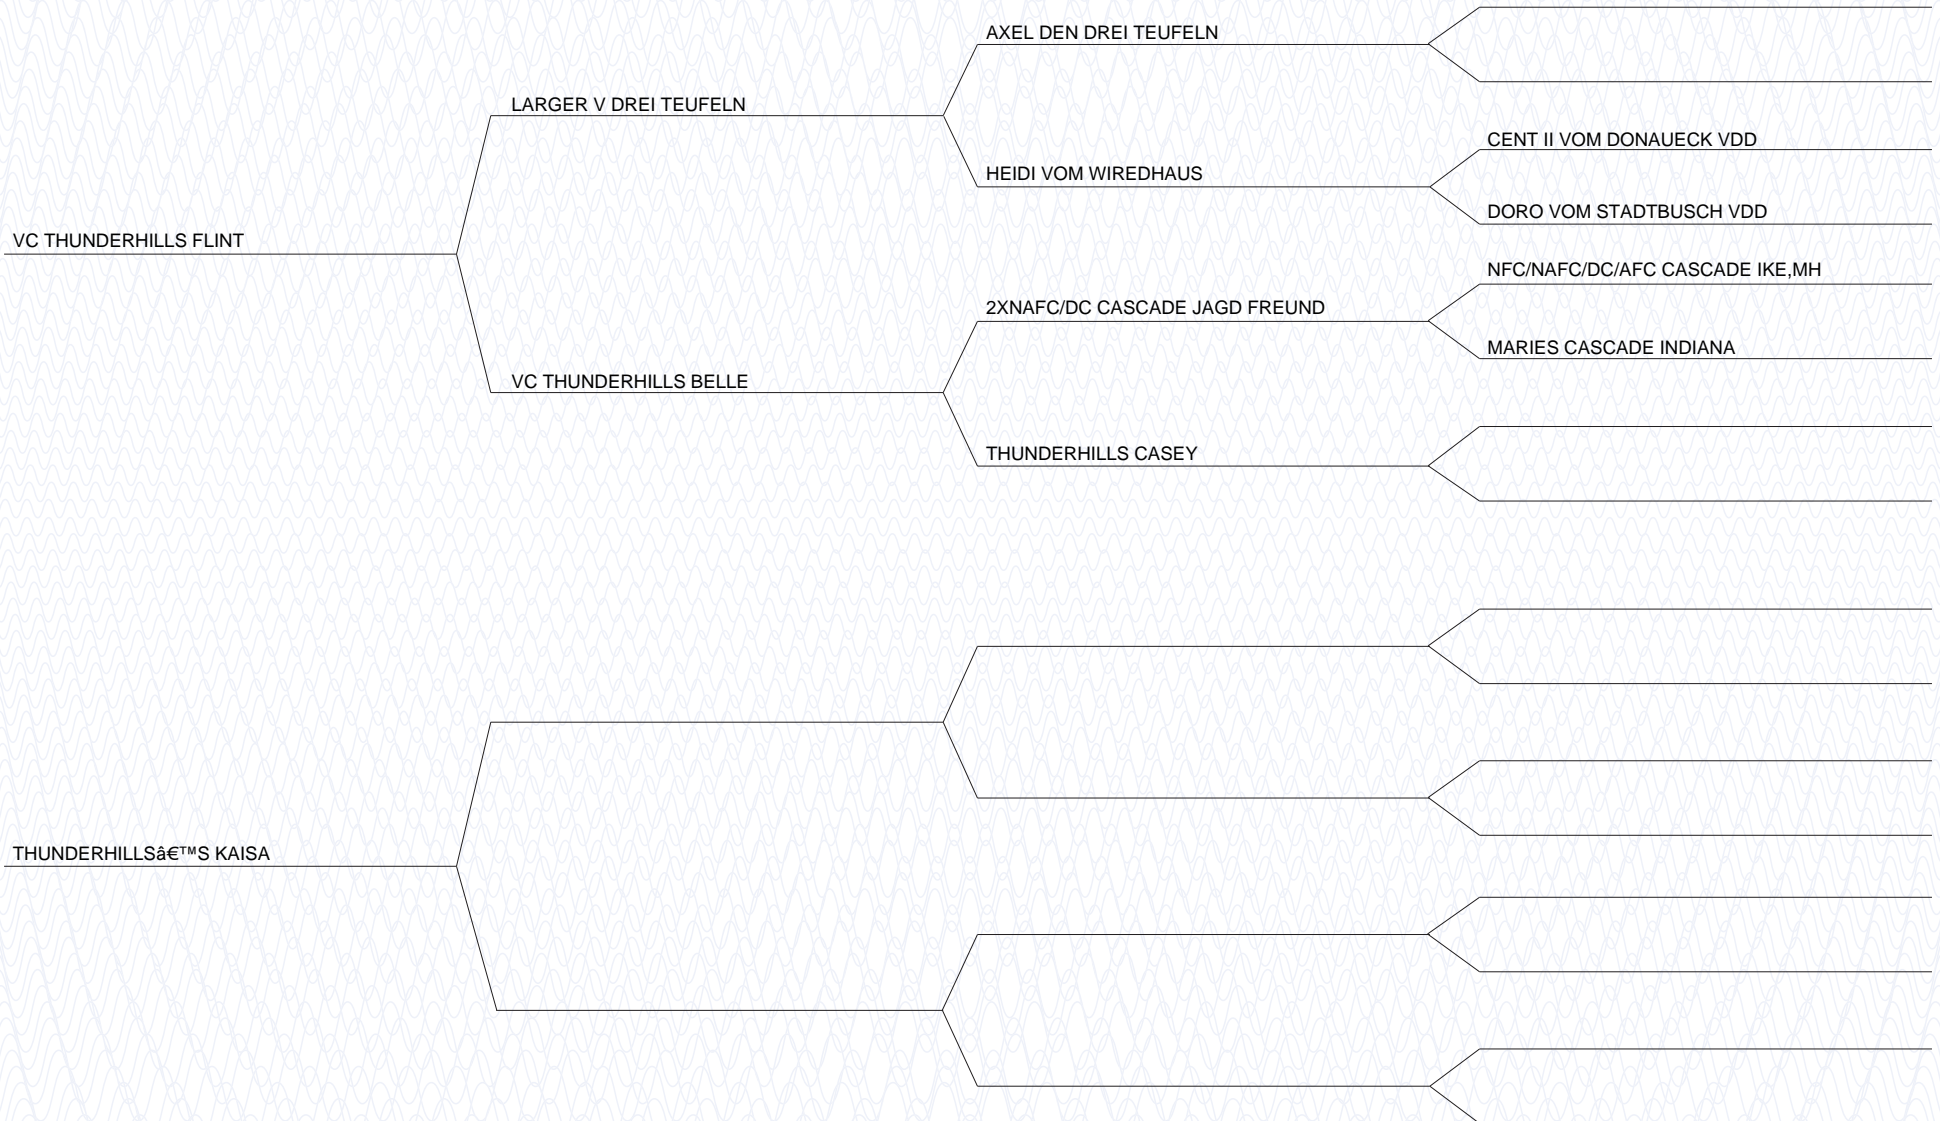 AXEL DEN DREI TEUFELN
LARGER V DREI TEUFELN
CENT II VOM DONAUECK VDD
HEIDI VOM WIREDHAUS
DORO VOM STADTBUSCH VDD
VC THUNDERHILLS FLINT
NFC/NAFC/DC/AFC CASCADE IKE,MH
2XNAFC/DC CASCADE JAGD FREUND
MARIES CASCADE INDIANA
VC THUNDERHILLS BELLE
THUNDERHILLS CASEY
THUNDERHILLSâ€™S KAISA